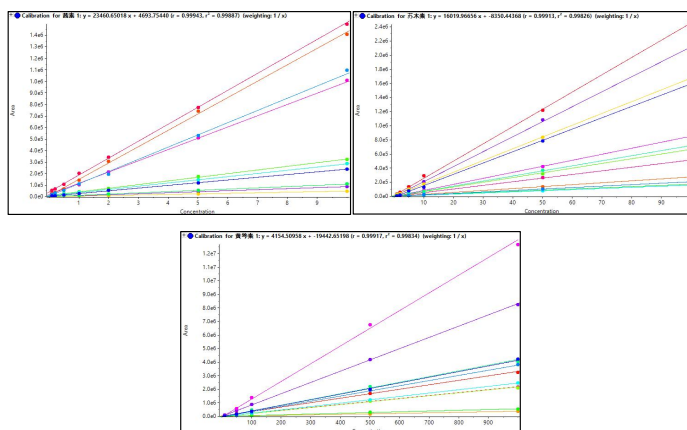 Calibration for 茜素 1: y = 23460.65018 x + 4693.75440 (r = 0.99943, r² = 0.99887) (weighting: 1 / x)
1.4e6
1.3e6
1.2e6
1.1e6
1.0e6
9.0e5
8.0e5
7.0e5
6.0e5
5.0e5
4.0e5
3.0e5
2.0e5
1.0e5
0.0e0
Area
1 2 3 4 5 6 7 8 9
Concentration
Calibration for 苏木素 1: y = 16019.96656 x + -8350.44368 (r = 0.99913, r² = 0.99826) (weighting: 1 / x)
2.4e6
2.2e6
2.0e6
1.8e6
1.6e6
1.4e6
1.2e6
1.0e6
8.0e5
6.0e5
4.0e5
2.0e5
0.0e0
Area
10 20 30 40 50 60 70 80 90
Concentration
Calibration for 黄芩素 1: y = 4154.50958 x + -19442.65198 (r = 0.99917, r² = 0.99834) (weighting: 1 / x)
1.2e7
1.1e7
1.0e7
9.0e6
8.0e6
7.0e6
6.0e6
5.0e6
4.0e6
3.0e6
2.0e6
1.0e6
0.0e0
Area
100 200 300 400 500 600 700 800 900